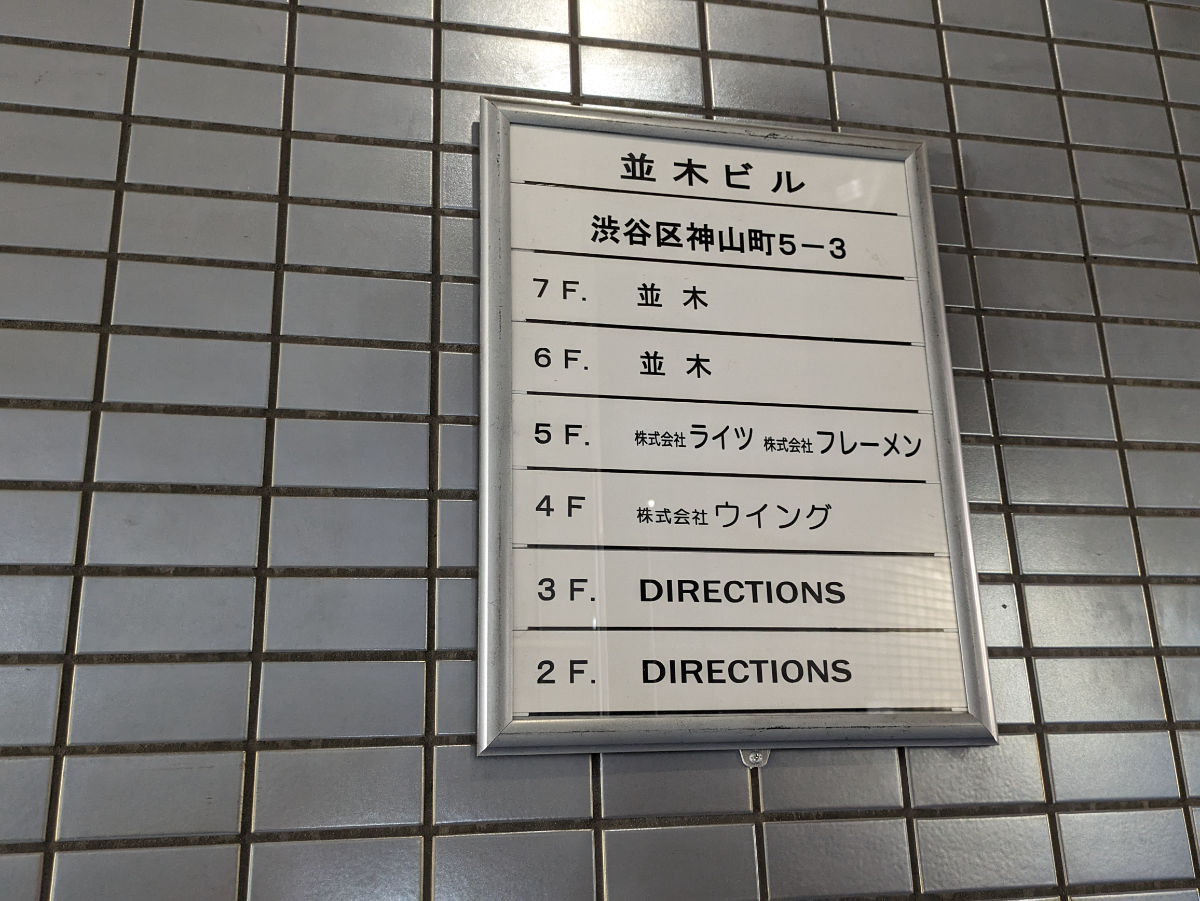 並木ビル
渋谷区神山町5-3
7F. 並木
6F. 並木
5F. 株式会社ライツ 株式会社フレーメン
4F 株式会社ウイング
3F. DIRECTIONS
2F. DIRECTIONS